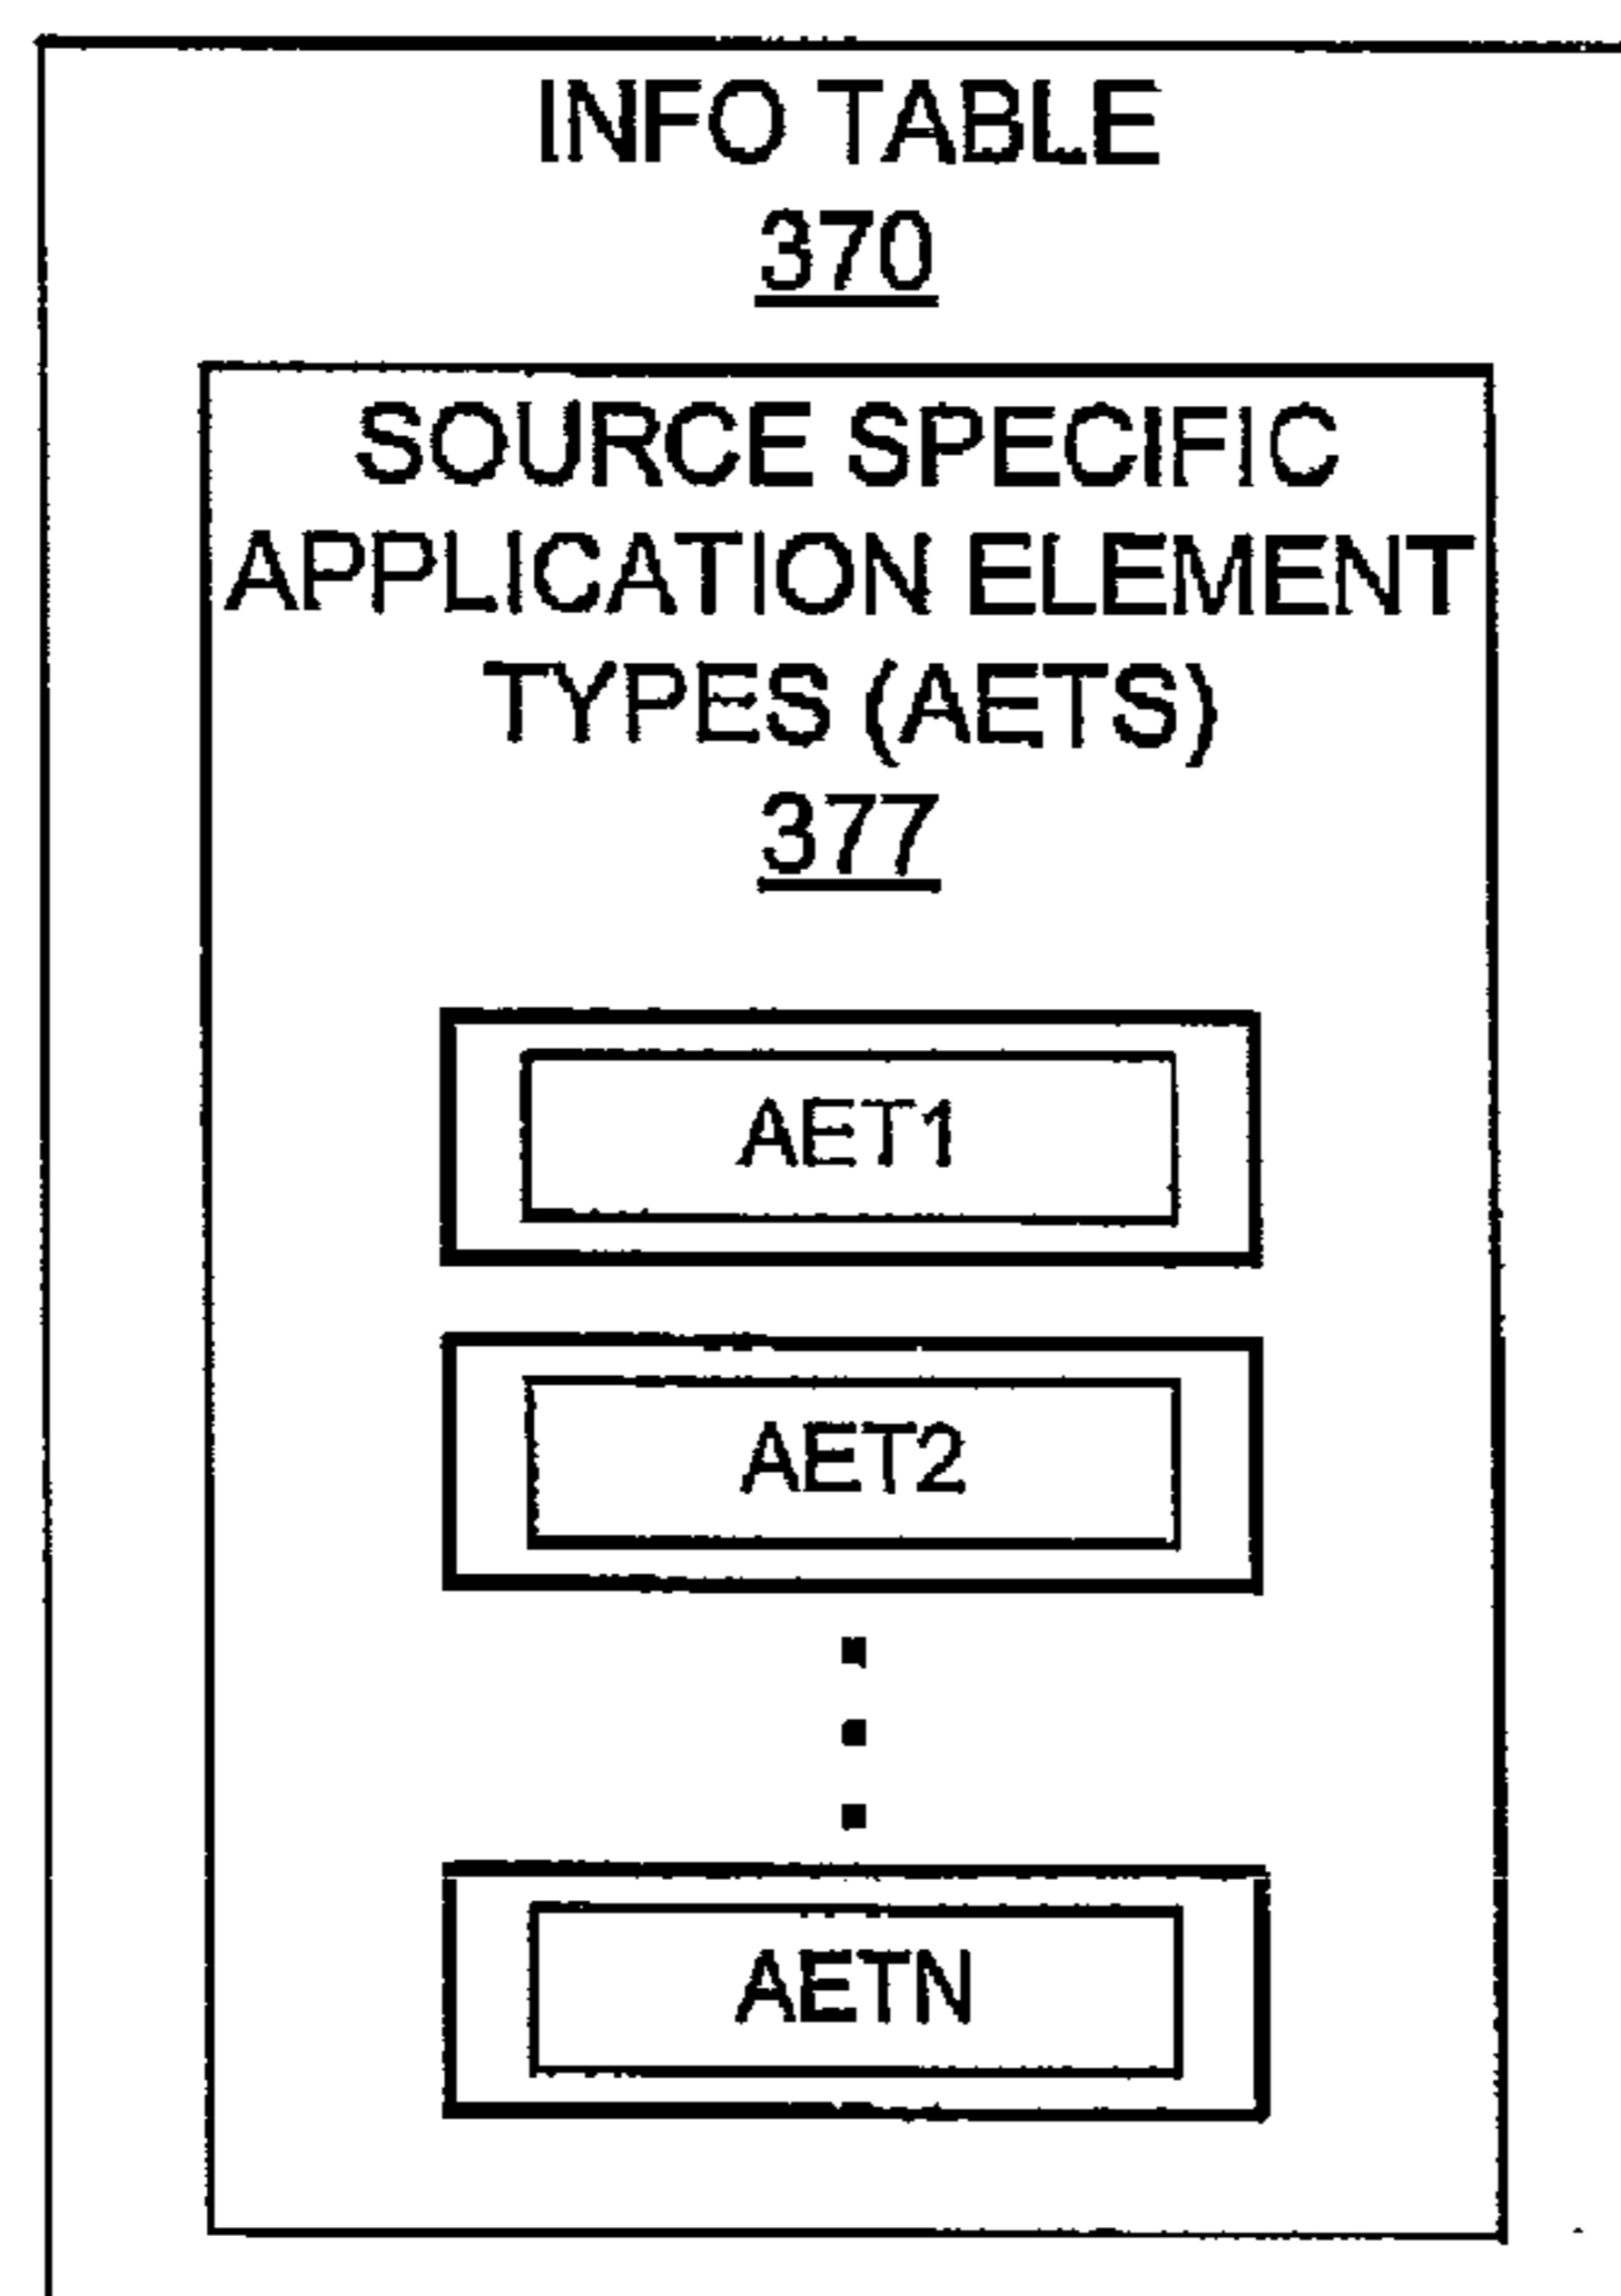 INFO TABLE
370
SOURCE SPECIFIC
APPLICATION ELEMENT
TYPES (AETS)
377
AET1
AET2
AETN